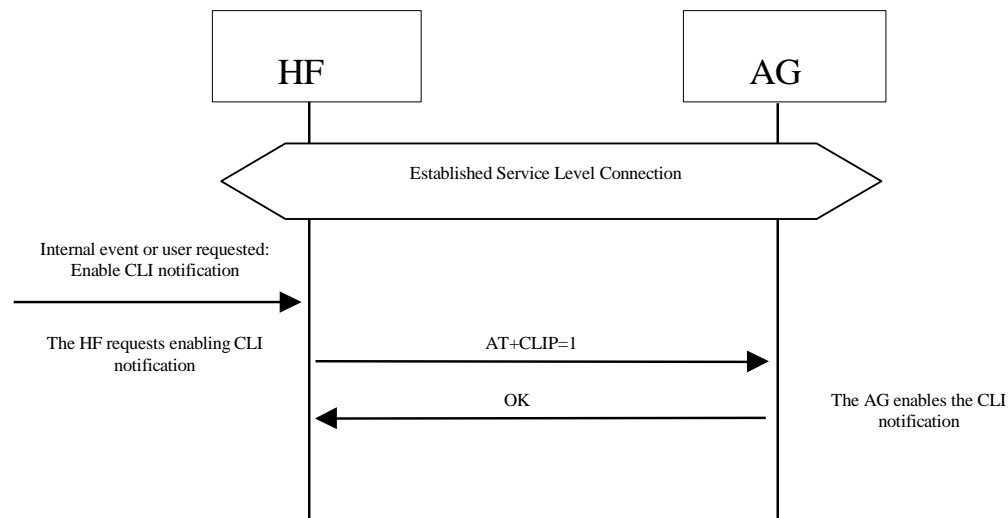 HF
AG
Established Service Level Connection
Internal event or user requested:
Enable CLI notification
The HF requests enabling CLI
notification
AT+CLIP=1
OK
The AG enables the CLI
notification